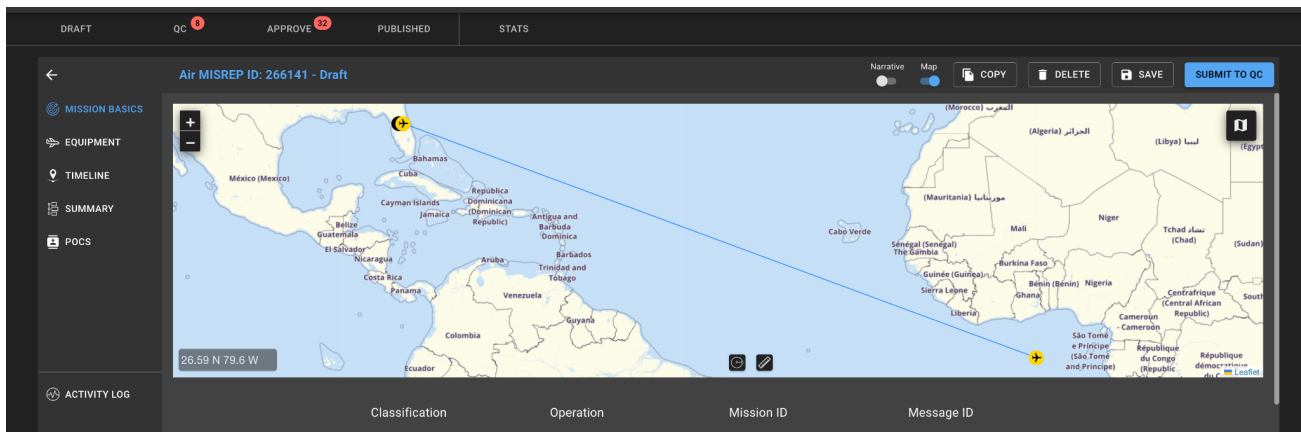 DRAFT
QC 8
APPROVE 32
PUBLISHED
STATS
Air MISREP ID: 266141 - Draft
Narrative
Map
COPY
DELETE
SAVE
SUBMIT TO QC
MISSION BASICS
EQUIPMENT
TIMELINE
SUMMARY
POCS
ACTIVITY LOG
+
−
México (Mexico)
Bahamas
Cuba
Cayman Islands
Jamaica
República
Dominicana
(Dominican
Republic)
Antigua and
Barbuda
Dominica
Belize
Guatemala
El Salvador
Nicaragua
Costa Rica
Panama
Aruba
Barbados
Trinidad and
Tobago
Venezuela
Guyana
Colombia
Ecuador
(Morocco) المغرب
(Algeria) الجزائر
(Libya) ليبيا
(Egypt
(Mauritania) موريتانيا
Cabo Verde
Mali
Niger
Tchad تشاد
(Chad)
(Sudan)
Sénégal (Senegal)
The Gambia
Guinée (Guinea)
Sierra Leone
Liberia
Burkina Faso
Ghana
Bénin (Benin)
Nigeria
Cameroun
- Cameroon
Centrafrique
(Central African
Republic)
South
São Tomé
e Príncipe
(São Tomé
and Príncipe)
République
du Congo
(Republic
République
démocratique
du C
26.59 N 79.6 W
Leaflet
Classification
Operation
Mission ID
Message ID